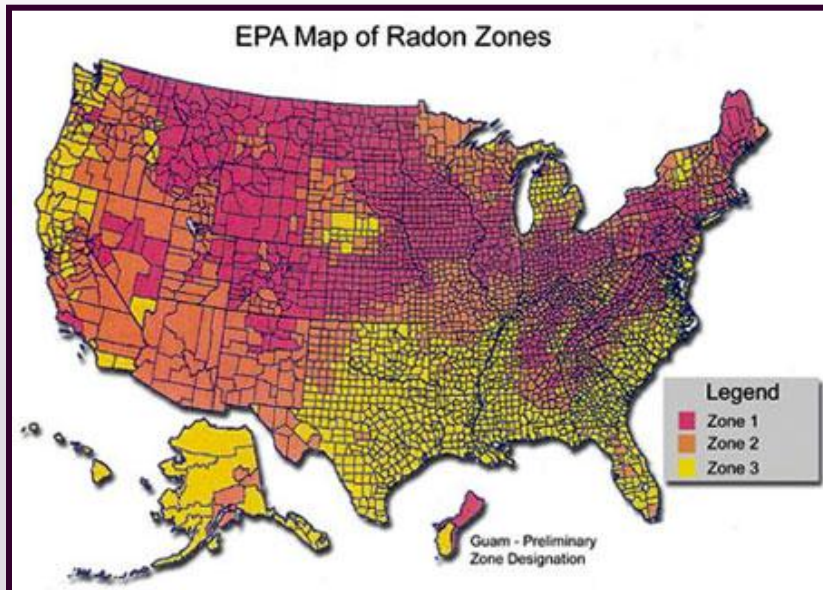 EPA Map of Radon Zones
Legend
Zone 1
Zone 2
Zone 3
Guam - Preliminary
Zone Designation